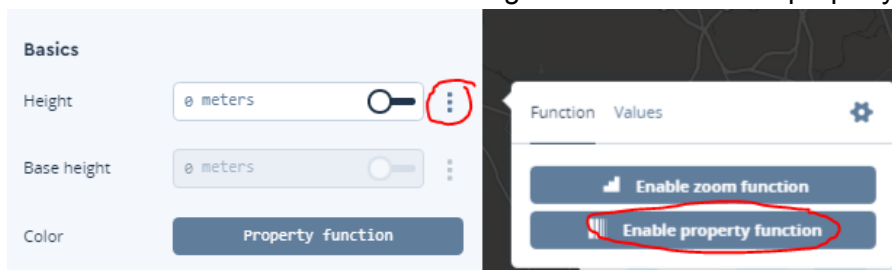 Basics
Height
0 meters
Base height
0 meters
Color
Property function
Function Values
Enable zoom function
Enable property function